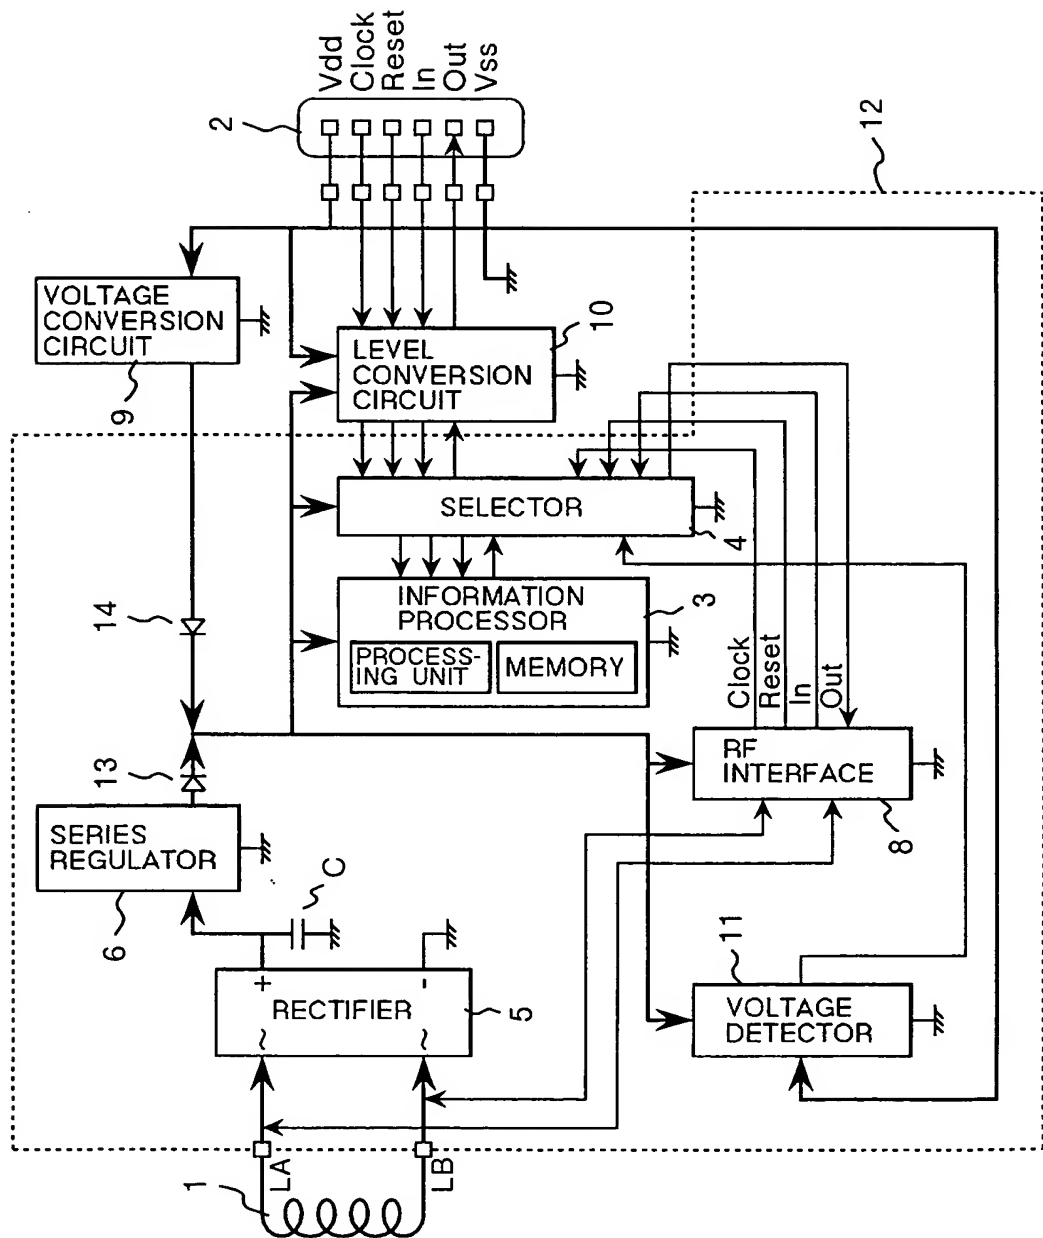 2
Vdd
Clock
Reset
In
Out
Vss
12
VOLTAGE
CONVERSION
CIRCUIT
9
LEVEL
CONVERSION
CIRCUIT
10
SELECTOR
4
14
INFORMATION
PROCESSOR
3
PROCESS-
ING UNIT
MEMORY
Clock
Reset
In
Out
13
RF
INTERFACE
8
SERIES
REGULATOR
6
C
+
-
RECTIFIER
~
~
5
11
VOLTAGE
DETECTOR
1
LA
LB